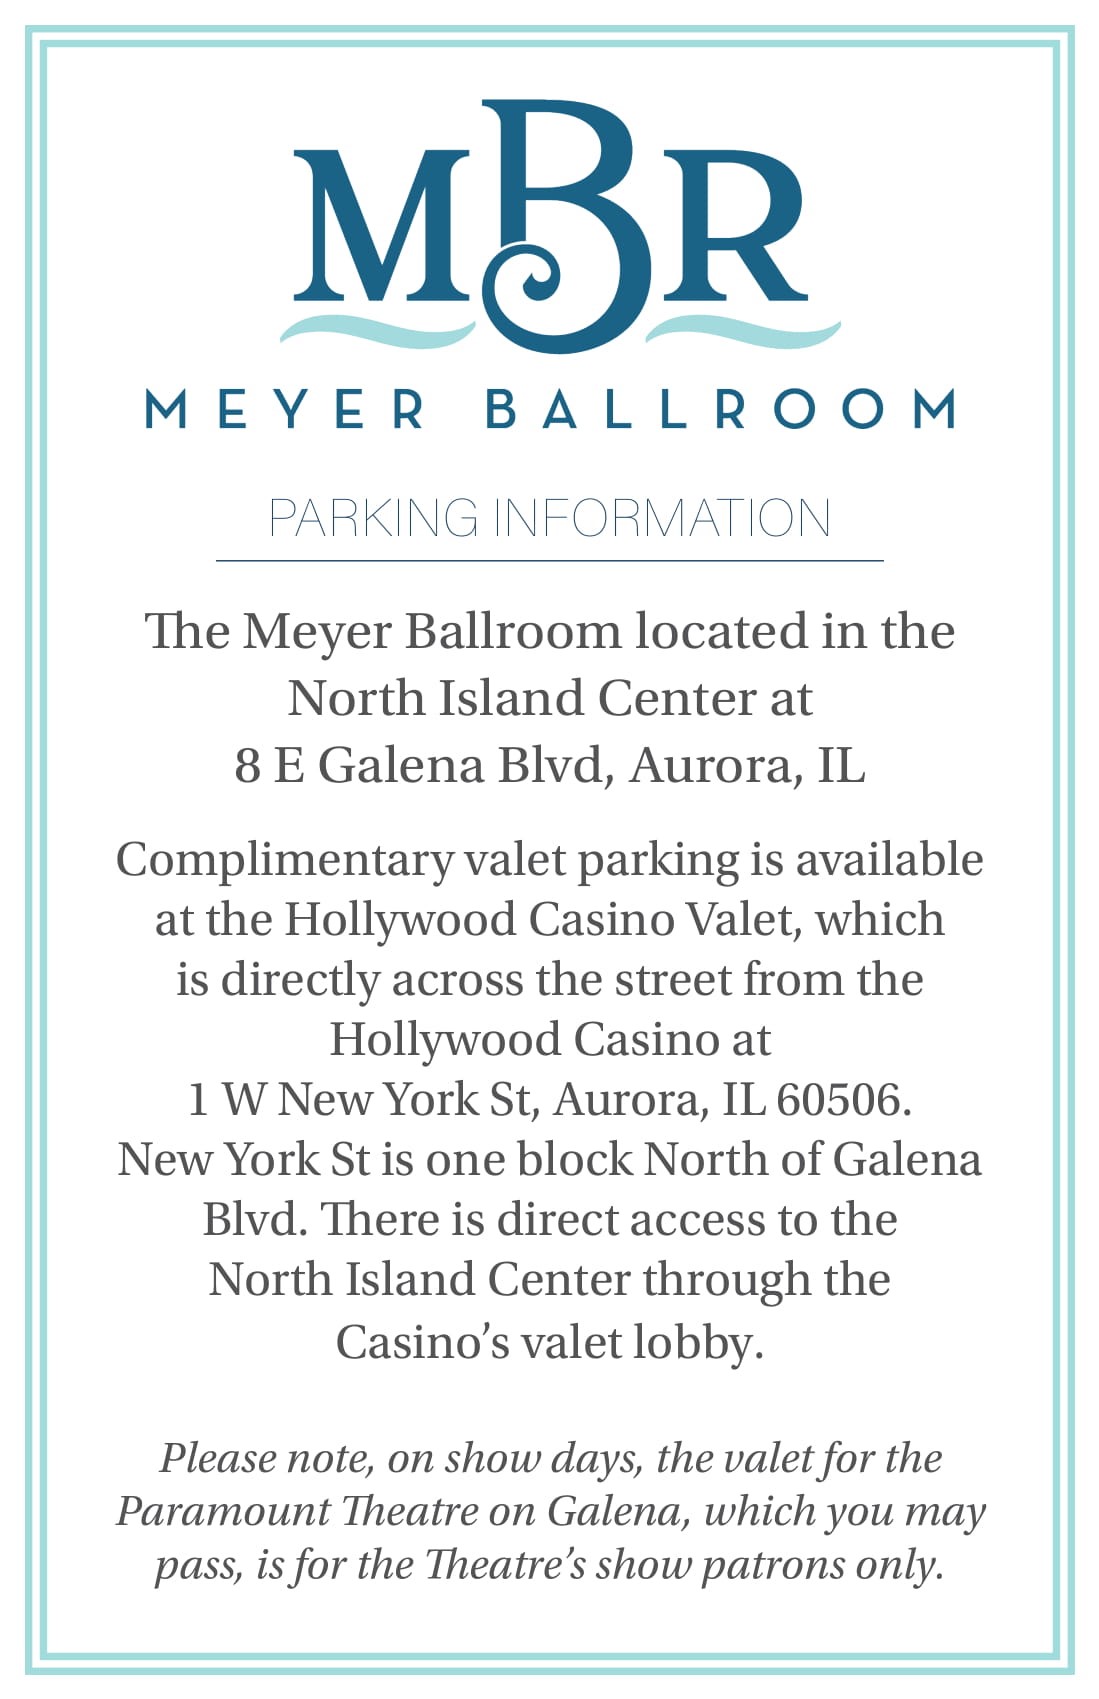 MBR
MEYER BALLROOM
PARKING INFORMATION
The Meyer Ballroom located in the
North Island Center at
8 E Galena Blvd, Aurora, IL
Complimentary valet parking is available
at the Hollywood Casino Valet, which
is directly across the street from the
Hollywood Casino at
1 W New York St, Aurora, IL 60506.
New York St is one block North of Galena
Blvd. There is direct access to the
North Island Center through the
Casino’s valet lobby.
Please note, on show days, the valet for the
Paramount Theatre on Galena, which you may
pass, is for the Theatre’s show patrons only.